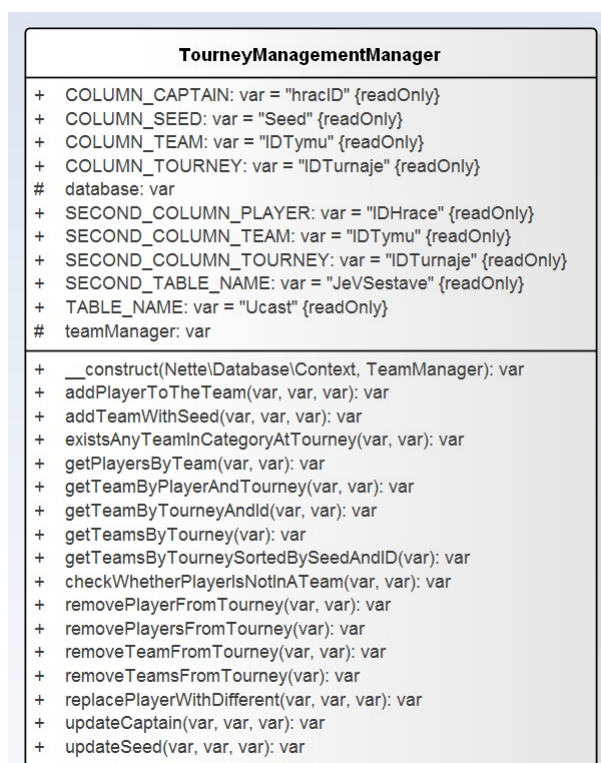 TourneyManagementManager
+ COLUMN_CAPTAIN: var = "hracID" {readOnly}
+ COLUMN_SEED: var = "Seed" {readOnly}
+ COLUMN_TEAM: var = "IDTymu" {readOnly}
+ COLUMN_TOURNEY: var = "IDTurnaje" {readOnly}
# database: var
+ SECOND_COLUMN_PLAYER: var = "IDHrace" {readOnly}
+ SECOND_COLUMN_TEAM: var = "IDTymu" {readOnly}
+ SECOND_COLUMN_TOURNEY: var = "IDTurnaje" {readOnly}
+ SECOND_TABLE_NAME: var = "JeVSestave" {readOnly}
+ TABLE_NAME: var = "Ucast" {readOnly}
# teamManager: var
+ __construct(Nette\Database\Context, TeamManager): var
+ addPlayerToTheTeam(var, var, var): var
+ addTeamWithSeed(var, var, var): var
+ existsAnyTeamInCategoryAtTourney(var, var): var
+ getPlayersByTeam(var, var): var
+ getTeamByPlayerAndTourney(var, var): var
+ getTeamByTourneyAndId(var, var): var
+ getTeamsByTourney(var): var
+ getTeamsByTourneySortedBySeedAndID(var): var
+ checkWhetherPlayerIsNotInATeam(var, var): var
+ removePlayerFromTourney(var, var): var
+ removePlayersFromTourney(var): var
+ removeTeamFromTourney(var, var): var
+ removeTeamsFromTourney(var): var
+ replacePlayerWithDifferent(var, var, var): var
+ updateCaptain(var, var, var): var
+ updateSeed(var, var, var): var